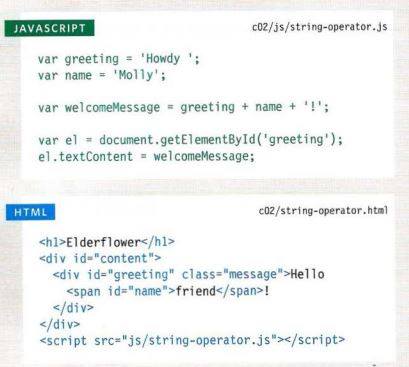 JAVASCRIPT c02/js/string-operator.js
var greeting = 'Howdy ';
var name = 'Molly';
var welcomeMessage = greeting + name + '!';
var el = document.getElementById('greeting');
el.textContent = welcomeMessage;
HTML c02/string-operator.html
<h1>Elderflower</h1>
<div id="content">
  <div id="greeting" class="message">Hello
    <span id="name">friend</span>!
  </div>
</div>
<script src="js/string-operator.js"></script>